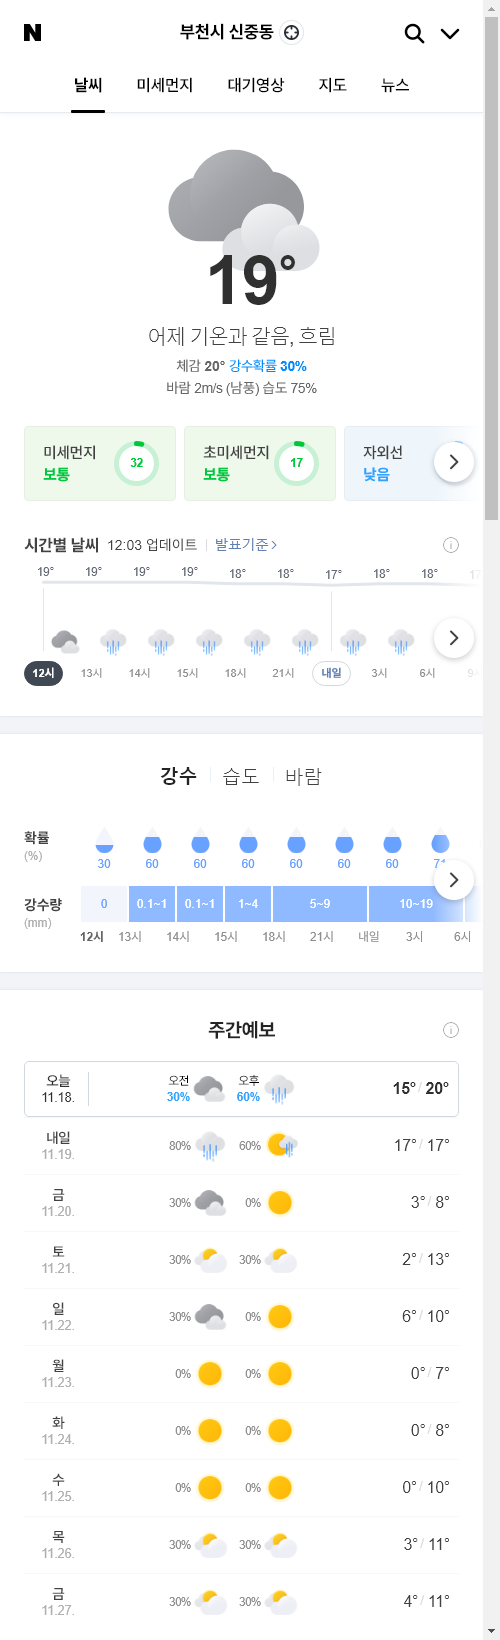 N
부천시 신중동
날씨 미세먼지 대기영상 지도 뉴스
19°
어제 기온과 같음, 흐림
체감 20° 강수확률 30%
바람 2m/s (남풍) 습도 75%
미세먼지 보통 32
초미세먼지 보통 17
자외선 낮음
시간별 날씨 12:03 업데이트 발표기준
19° 19° 19° 19° 18° 18° 17° 18° 18° 17
12시 13시 14시 15시 18시 21시 내일 3시 6시
강수 습도 바람
확률
(%)
30 60 60 60 60 60 60 71
강수량
(mm)
0 0.1~1 0.1~1 1~4 5~9 10~19
12시 13시 14시 15시 18시 21시 내일 3시 6시
주간예보
오늘 11.18. 오전 30% 오후 60% 15° / 20°
내일 11.19. 80% 60% 17° / 17°
금 11.20. 30% 0% 3° / 8°
토 11.21. 30% 30% 2° / 13°
일 11.22. 30% 0% 6° / 10°
월 11.23. 0% 0% 0° / 7°
화 11.24. 0% 0% 0° / 8°
수 11.25. 0% 0% 0° / 10°
목 11.26. 30% 30% 3° / 11°
금 11.27. 30% 30% 4° / 11°